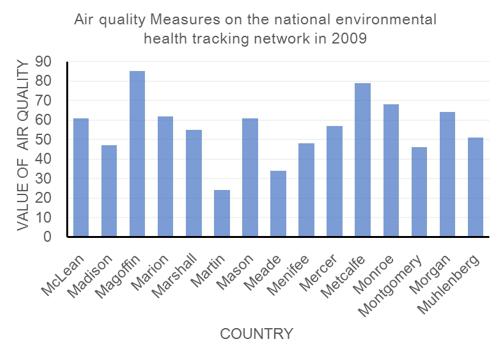 Air quality Measures on the national environmental
health tracking network in 2009
VALUE OF AIR QUALITY
90
80
70
60
50
40
30
20
10
0
McLean
Madison
Magoffin
Marion
Marshall
Martin
Mason
Meade
Menifee
Mercer
Metcalfe
Monroe
Montgomery
Morgan
Muhlenberg
COUNTRY